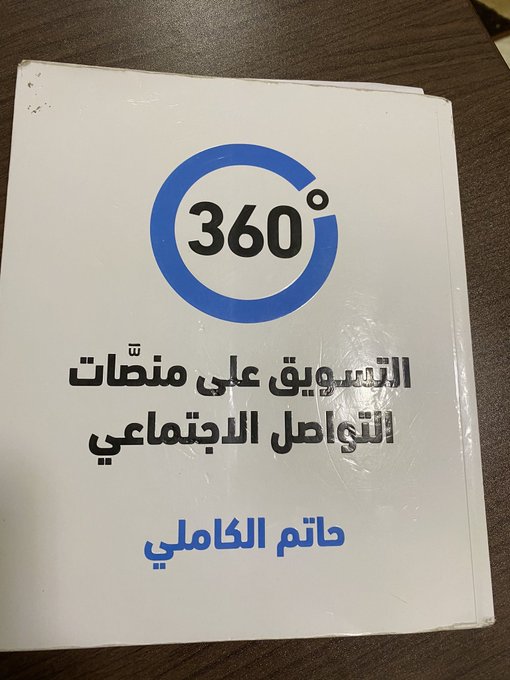 360°
التسويق على منصَّات
التواصل الاجتماعي
حاتم الكاملي